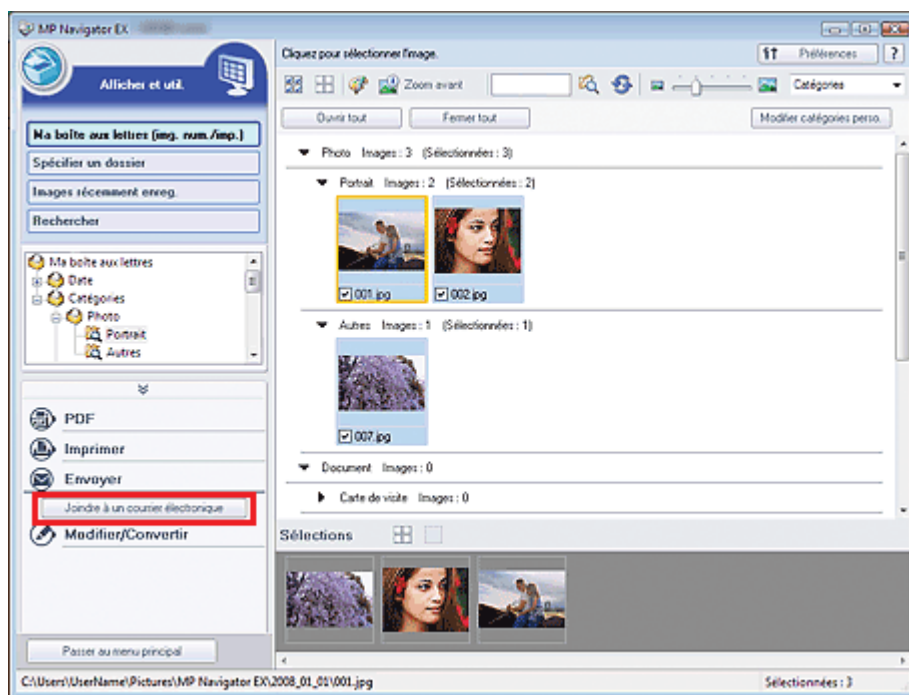 MP Navigator EX
Afficher et util.
Cliquez pour sélectionner l'image.
Préférences
?
Zoom avant
Catégories
Ouvrir tout
Fermer tout
Modifier catégories perso.
Ma boîte aux lettres (img. num./imp.)
Spécifier un dossier
Images récemment enreg.
Rechercher
Ma boîte aux lettres
Date
Catégories
Photo
Portrait
Autres
PDF
Imprimer
Envoyer
Joindre à un courrier électronique
Modifier/Convertir
Passer au menu principal
Photo Images : 3 (Sélectionnées : 3)
Portrait Images : 2 (Sélectionnées : 2)
001.jpg
002.jpg
Autres Images : 1 (Sélectionnées : 1)
007.jpg
Document Images : 0
Carte de visite Images : 0
Sélections
C:\Users\UserName\Pictures\MP Navigator EX\2008_01_01\001.jpg
Sélectionnées : 3